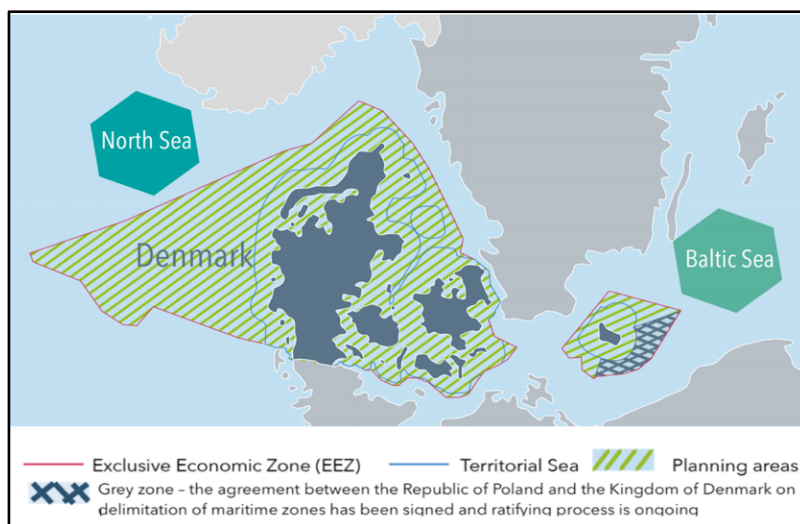 North Sea
Denmark
Baltic Sea
Exclusive Economic Zone (EEZ)
Territorial Sea
Planning areas
Grey zone – the agreement between the Republic of Poland and the Kingdom of Denmark on
delimitation of maritime zones has been signed and ratifying process is ongoing